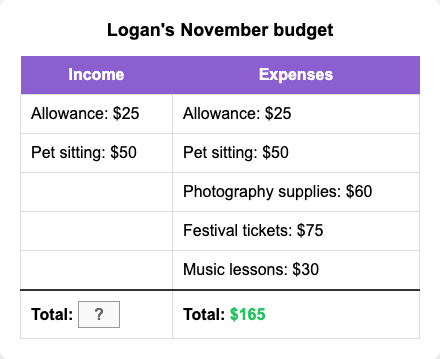 Logan's November budget
Income Expenses
Allowance: $25 Allowance: $25
Pet sitting: $50 Pet sitting: $50
Photography supplies: $60
Festival tickets: $75
Music lessons: $30
Total: ? Total: $165